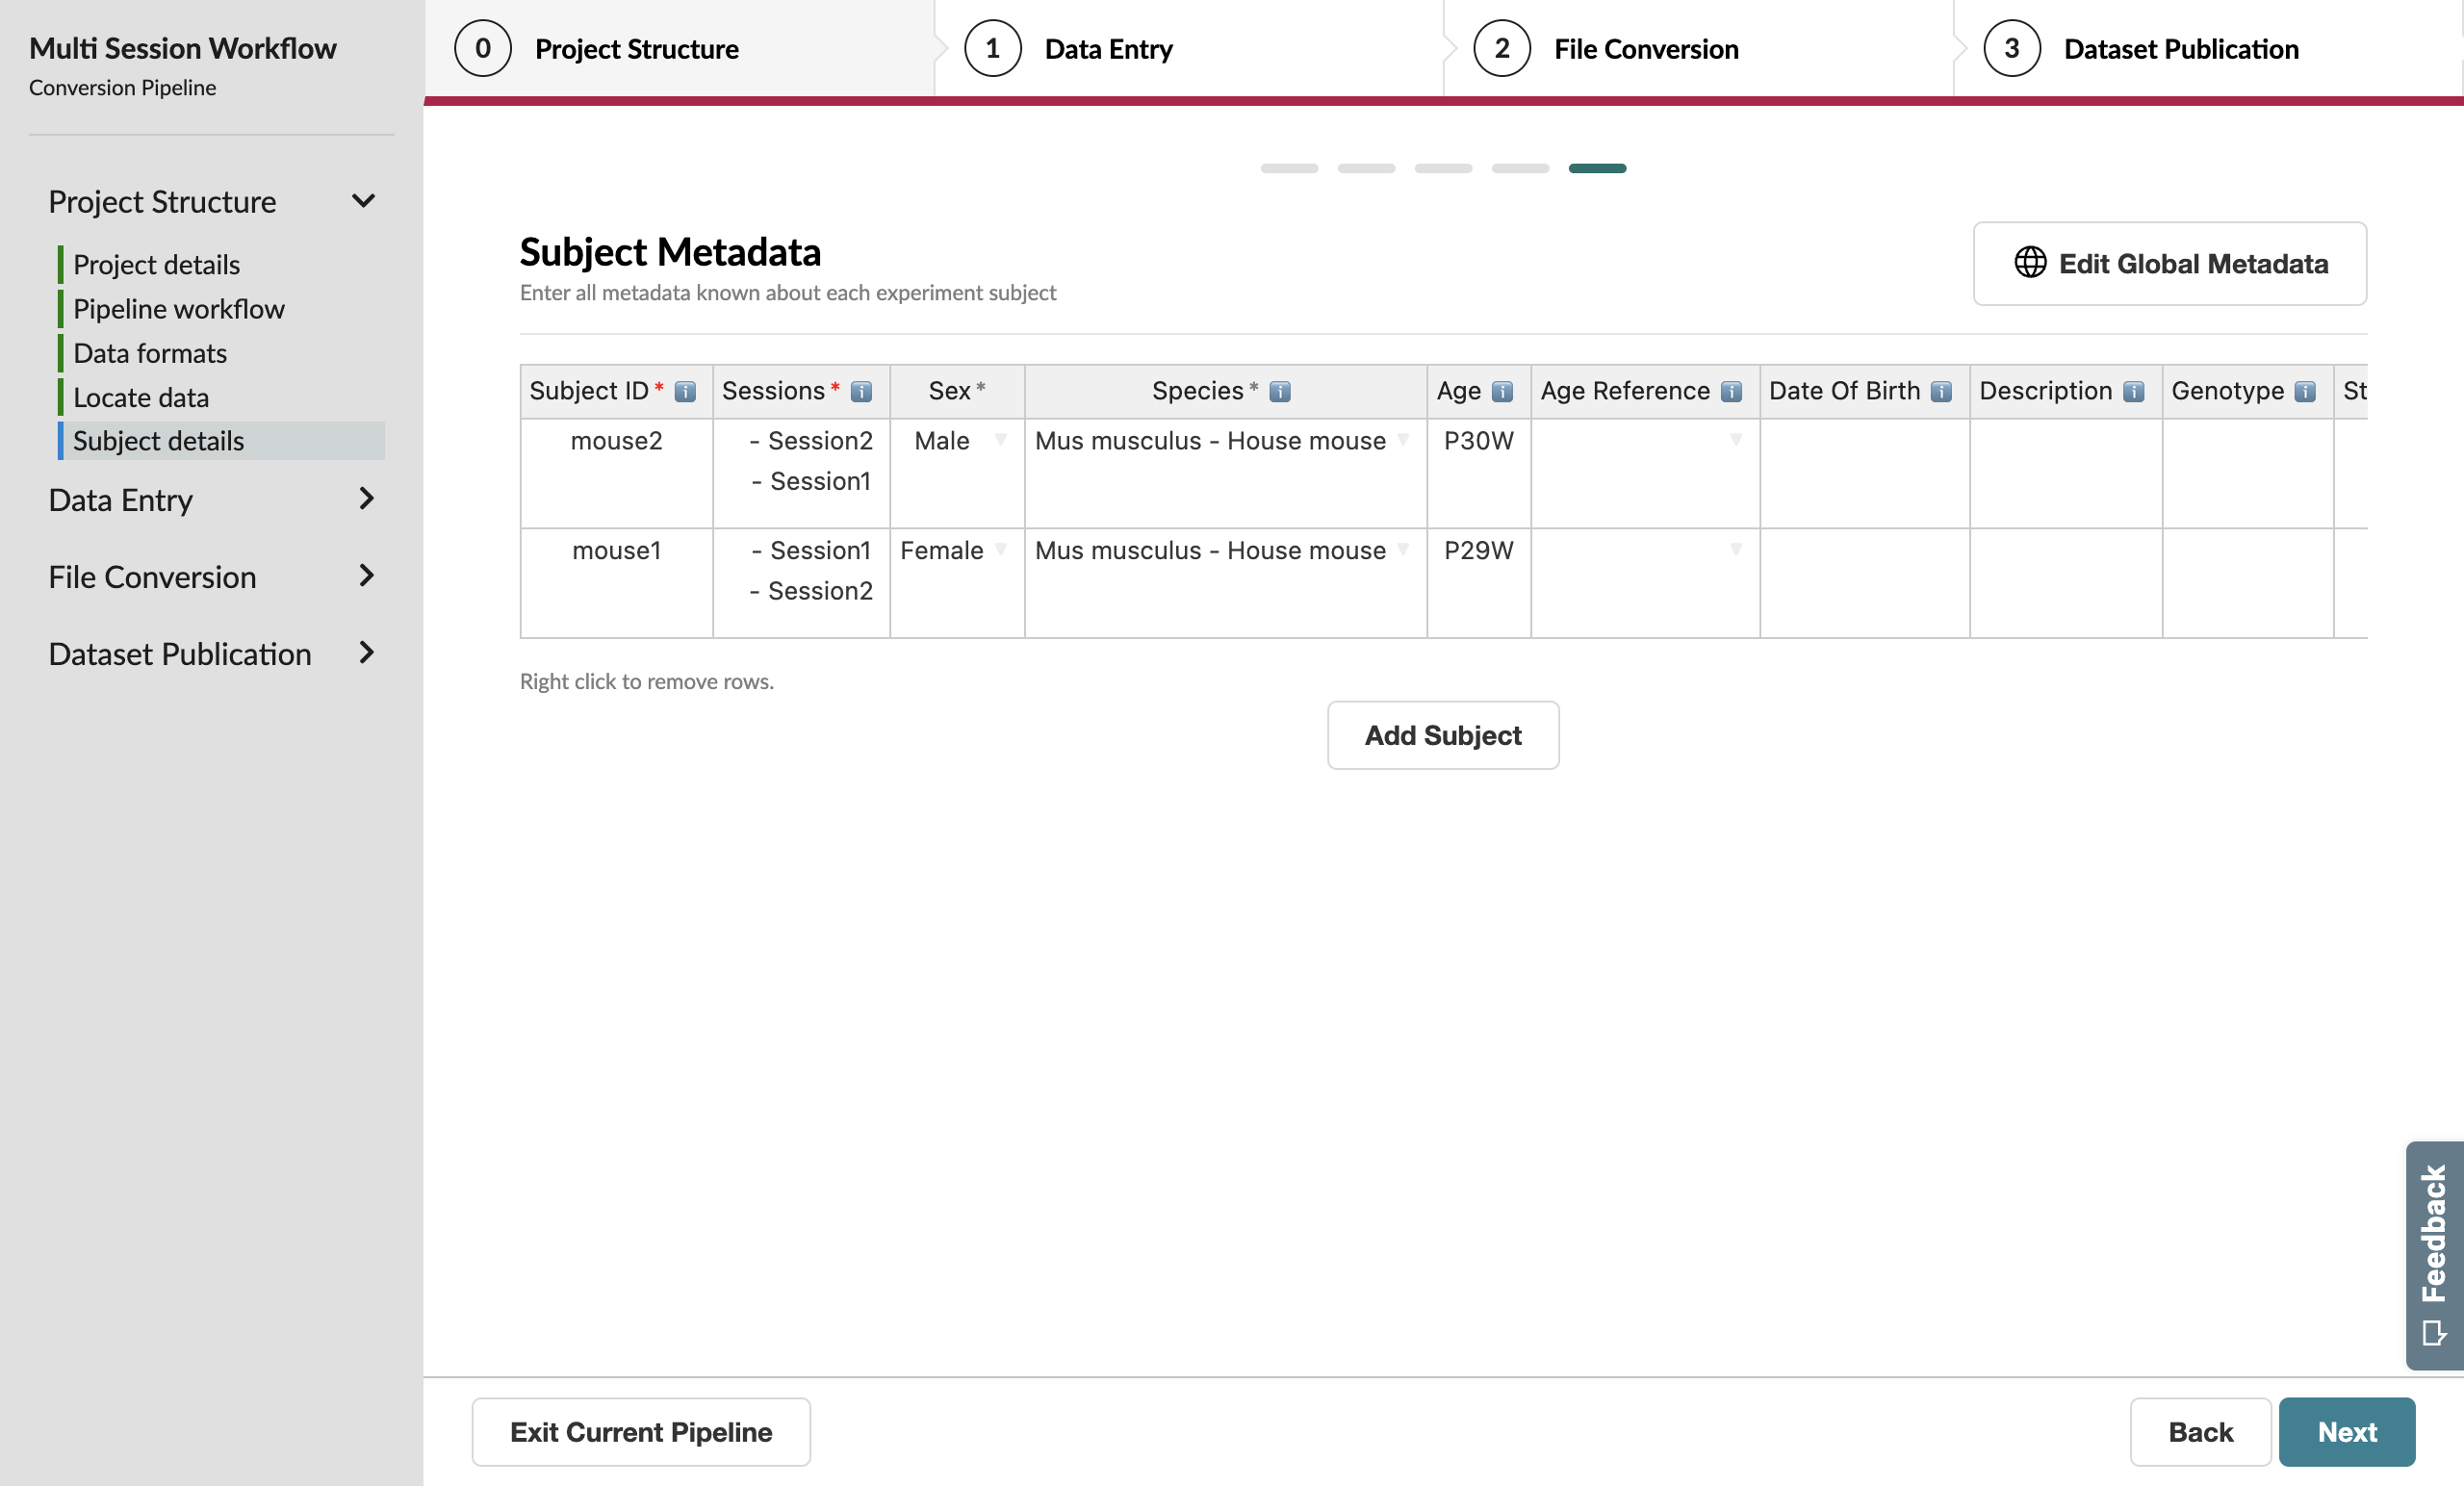 Multi Session Workflow
Conversion Pipeline
Project Structure
Project details
Pipeline workflow
Data formats
Locate data
Subject details
Data Entry
File Conversion
Dataset Publication
0 Project Structure
1 Data Entry
2 File Conversion
3 Dataset Publication
Subject Metadata
Enter all metadata known about each experiment subject
Edit Global Metadata
Subject ID * i Sessions * i Sex * Species * i Age i Age Reference i Date Of Birth i Description i Genotype i St
mouse2 - Session2 Male Mus musculus - House mouse P30W
- Session1
mouse1 - Session1 Female Mus musculus - House mouse P29W
- Session2
Right click to remove rows.
Add Subject
Feedback
Exit Current Pipeline
Back
Next